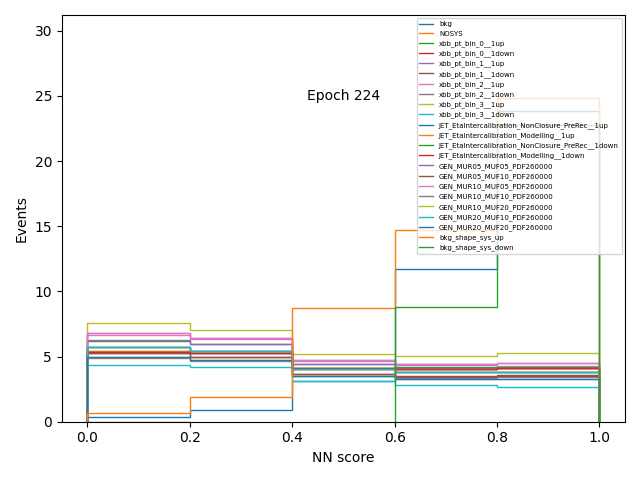 30
25
20
15
10
5
0
Events
Epoch 224
bkg
NOSYS
xbb_pt_bin_0__1up
xbb_pt_bin_0__1down
xbb_pt_bin_1__1up
xbb_pt_bin_1__1down
xbb_pt_bin_2__1up
xbb_pt_bin_2__1down
xbb_pt_bin_3__1up
xbb_pt_bin_3__1down
JET_EtaIntercalibration_NonClosure_PreRec__1up
JET_EtaIntercalibration_Modelling__1up
JET_EtaIntercalibration_NonClosure_PreRec__1down
JET_EtaIntercalibration_Modelling__1down
GEN_MUR05_MUF05_PDF260000
GEN_MUR05_MUF10_PDF260000
GEN_MUR10_MUF05_PDF260000
GEN_MUR10_MUF10_PDF260000
GEN_MUR10_MUF20_PDF260000
GEN_MUR20_MUF10_PDF260000
GEN_MUR20_MUF20_PDF260000
bkg_shape_sys_up
bkg_shape_sys_down
0.0 0.2 0.4 0.6 0.8 1.0
NN score